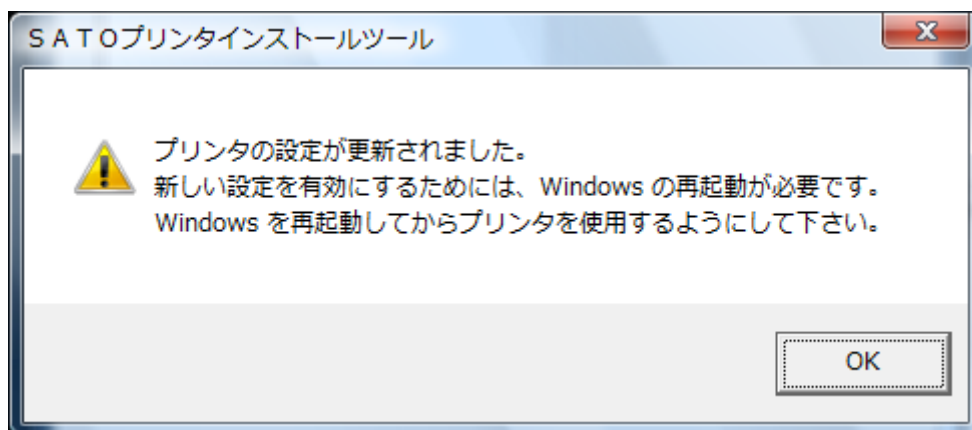 ＳＡＴＯプリンタインストールツール
プリンタの設定が更新されました。
新しい設定を有効にするためには、Windows の再起動が必要です。
Windows を再起動してからプリンタを使用するようにして下さい。
OK